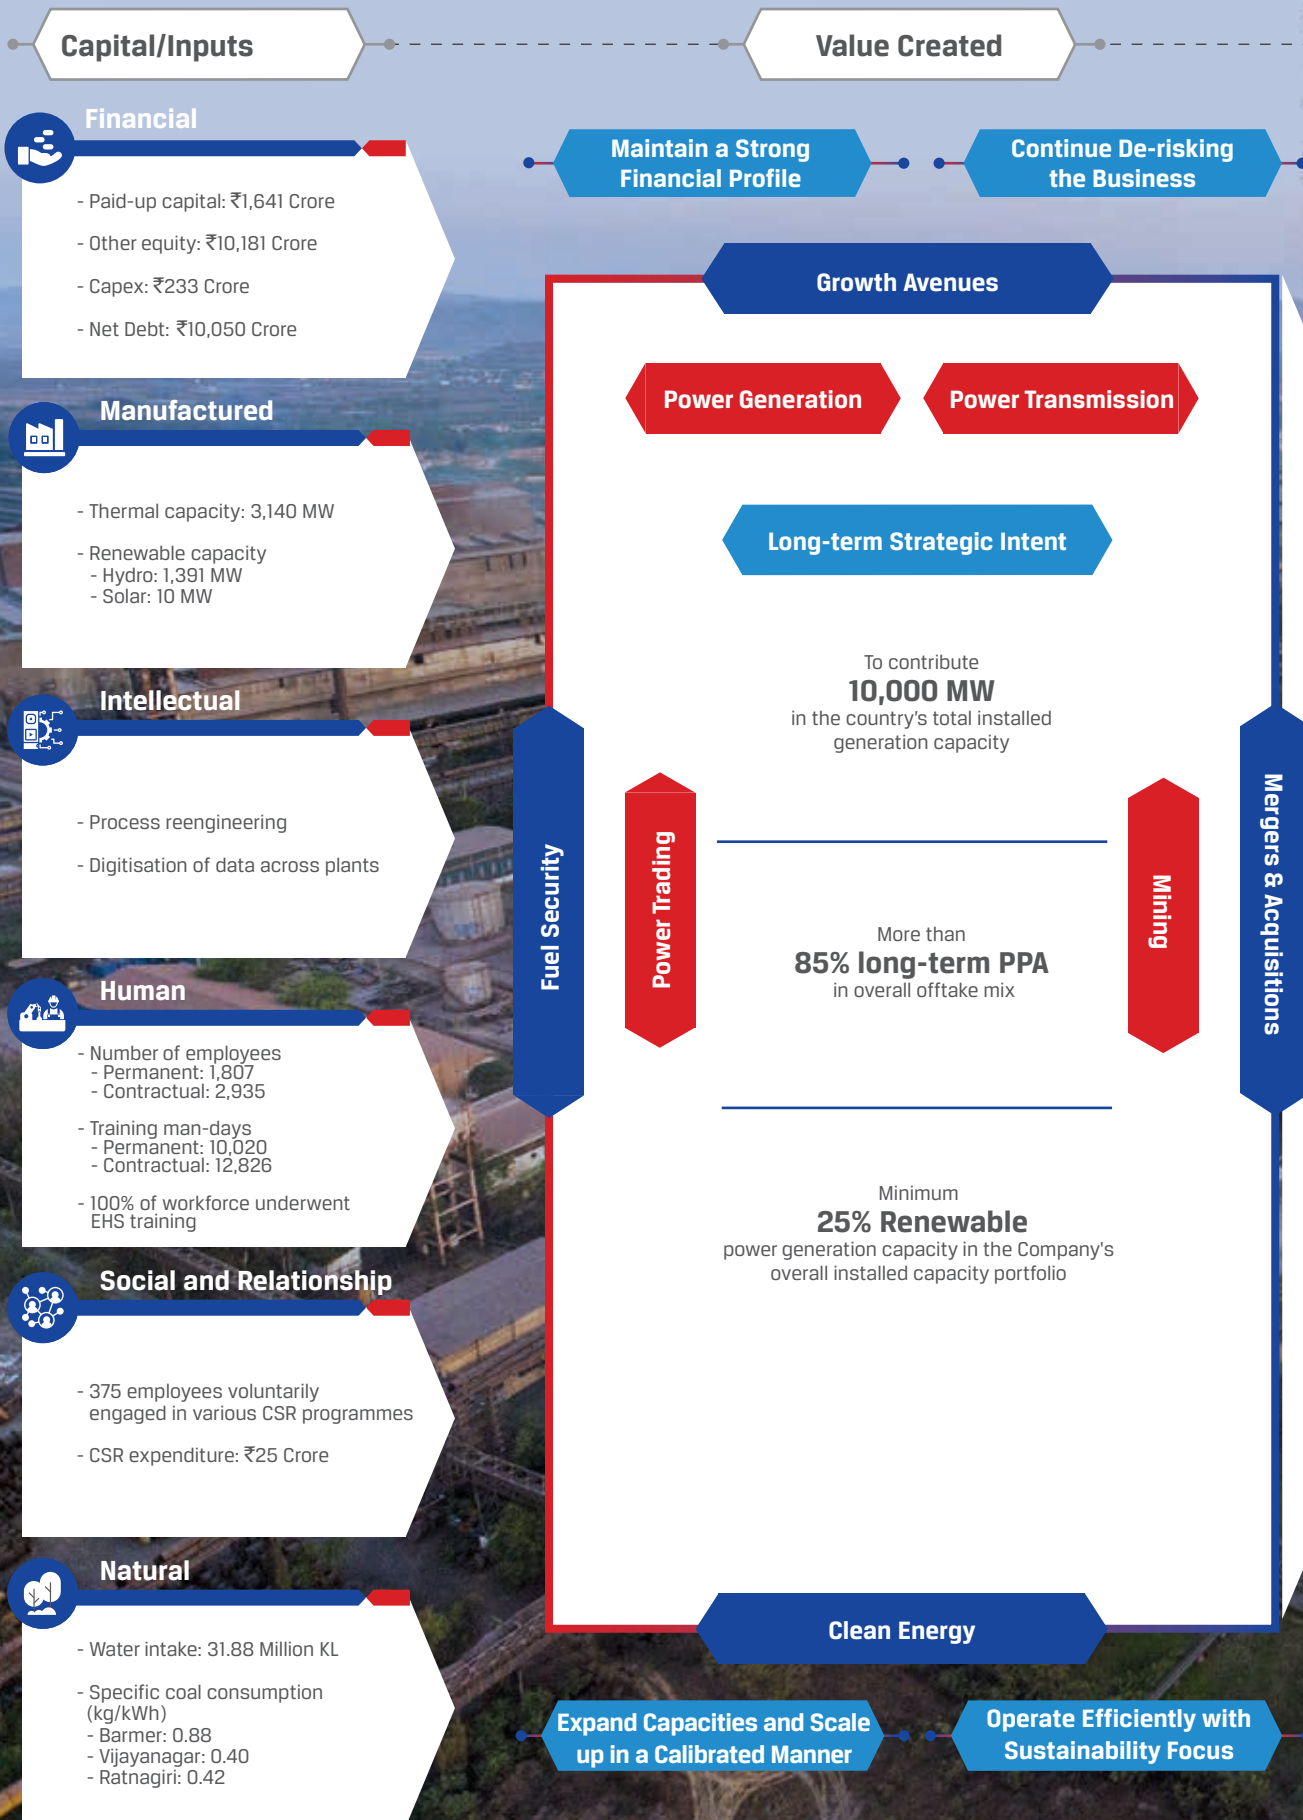 Capital/Inputs
Value Created
Financial
- Paid-up capital: ₹1,641 Crore
- Other equity: ₹10,181 Crore
- Capex: ₹233 Crore
- Net Debt: ₹10,050 Crore
Manufactured
- Thermal capacity: 3,140 MW
- Renewable capacity
- Hydro: 1,391 MW
- Solar: 10 MW
Intellectual
- Process reengineering
- Digitisation of data across plants
Human
- Number of employees
- Permanent: 1,807
- Contractual: 2,935
- Training man-days
- Permanent: 10,020
- Contractual: 12,826
- 100% of workforce underwent
EHS training
Social and Relationship
- 375 employees voluntarily
engaged in various CSR programmes
- CSR expenditure: ₹25 Crore
Natural
- Water intake: 31.88 Million KL
- Specific coal consumption
(kg/kWh)
- Barmer: 0.88
- Vijayanagar: 0.40
- Ratnagiri: 0.42
Maintain a Strong
Financial Profile
Continue De-risking
the Business
Growth Avenues
Power Generation
Power Transmission
Long-term Strategic Intent
To contribute
10,000 MW
in the country's total installed
generation capacity
Fuel Security
Power Trading
More than
85% long-term PPA
in overall offtake mix
Mining
Mergers & Acquisitions
Minimum
25% Renewable
power generation capacity in the Company's
overall installed capacity portfolio
Clean Energy
Expand Capacities and Scale
up in a Calibrated Manner
Operate Efficiently with
Sustainability Focus